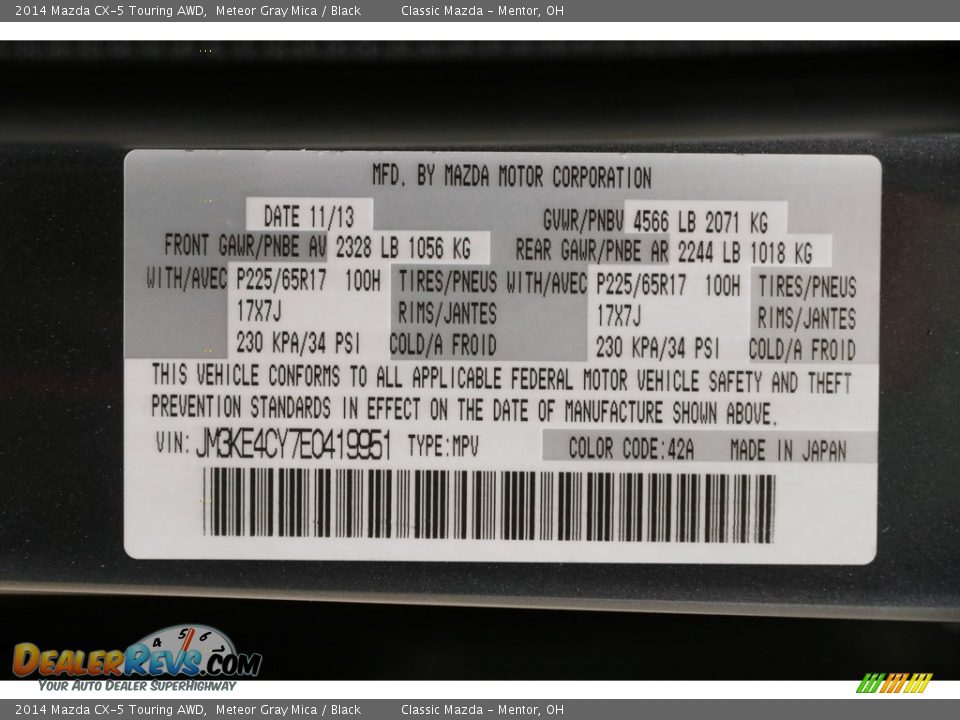 2014 Mazda CX-5 Touring AWD, Meteor Gray Mica / Black Classic Mazda - Mentor, OH
MFD. BY MAZDA MOTOR CORPORATION
DATE 11/13 GVWR/PNBV 4566 LB 2071 KG
FRONT GAWR/PNBE AV 2328 LB 1056 KG REAR GAWR/PNBE AR 2244 LB 1018 KG
WITH/AVEC P225/65R17 100H TIRES/PNEUS WITH/AVEC P225/65R17 100H TIRES/PNEUS
17X7J RIMS/JANTES 17X7J RIMS/JANTES
230 KPA/34 PSI COLD/A FROID 230 KPA/34 PSI COLD/A FROID
THIS VEHICLE CONFORMS TO ALL APPLICABLE FEDERAL MOTOR VEHICLE SAFETY AND THEFT
PREVENTION STANDARDS IN EFFECT ON THE DATE OF MANUFACTURE SHOWN ABOVE.
VIN: JM3KE4CY7E0419951 TYPE:MPV COLOR CODE:42A MADE IN JAPAN
4 5 6
DEALERREVS.COM
YOUR AUTO DEALER SUPERHIGHWAY
2014 Mazda CX-5 Touring AWD, Meteor Gray Mica / Black Classic Mazda - Mentor, OH